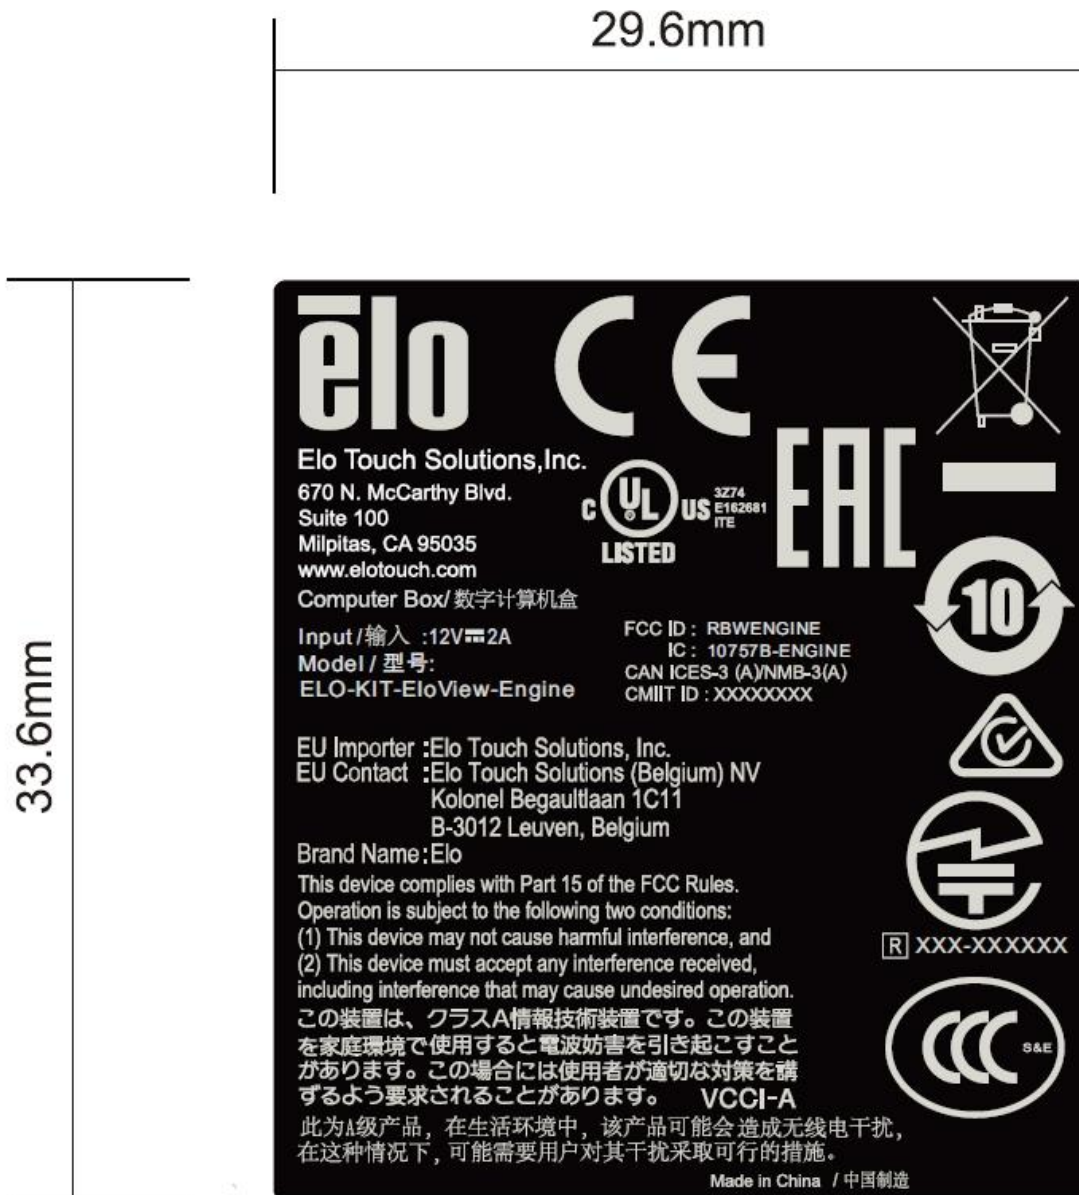 29.6mm
33.6mm
ēlo CE
EAC
Elo Touch Solutions,Inc.
670 N. McCarthy Blvd.
Suite 100
Milpitas, CA 95035
www.elotouch.com
C UL US LISTED
3Z74
E162681
ITE
10
Computer Box/ 数字计算机盒
Input/输入 :12V⎓2A
Model / 型号:
ELO-KIT-EloView-Engine
FCC ID : RBWENGINE
IC : 10757B-ENGINE
CAN ICES-3 (A)/NMB-3(A)
CMIIT ID : XXXXXXXX
EU Importer :Elo Touch Solutions, Inc.
EU Contact :Elo Touch Solutions (Belgium) NV
Kolonel Begaultlaan 1C11
B-3012 Leuven, Belgium
Brand Name:Elo
This device complies with Part 15 of the FCC Rules.
Operation is subject to the following two conditions:
(1) This device may not cause harmful interference, and
(2) This device must accept any interference received,
including interference that may cause undesired operation.
R XXX-XXXXXX
この装置は、クラスA情報技術装置です。この装置
を家庭環境で使用すると電波妨害を引き起こすこと
があります。この場合には使用者が適切な対策を講
ずるよう要求されることがあります。 VCCI-A
CCC S&E
此为A级产品，在生活环境中，该产品可能会造成无线电干扰，
在这种情况下，可能需要用户对其干扰采取可行的措施。
Made in China / 中国制造